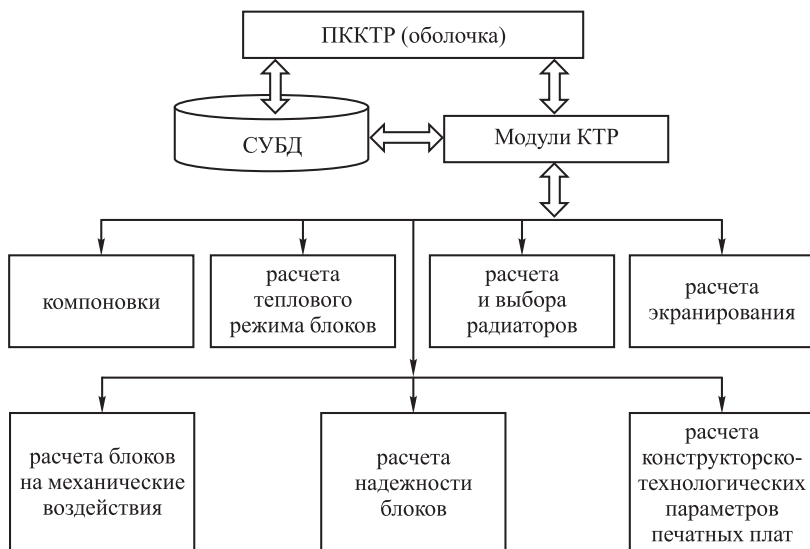 ПККТР (оболочка)
СУБД
Модули КТР
компоновки
расчета
теплового
режима блоков
расчета
и выбора
радиаторов
расчета
экранирования
расчета блоков
на механические
воздействия
расчета
надежности
блоков
расчета
конструкторско-
технологических
параметров
печатных плат